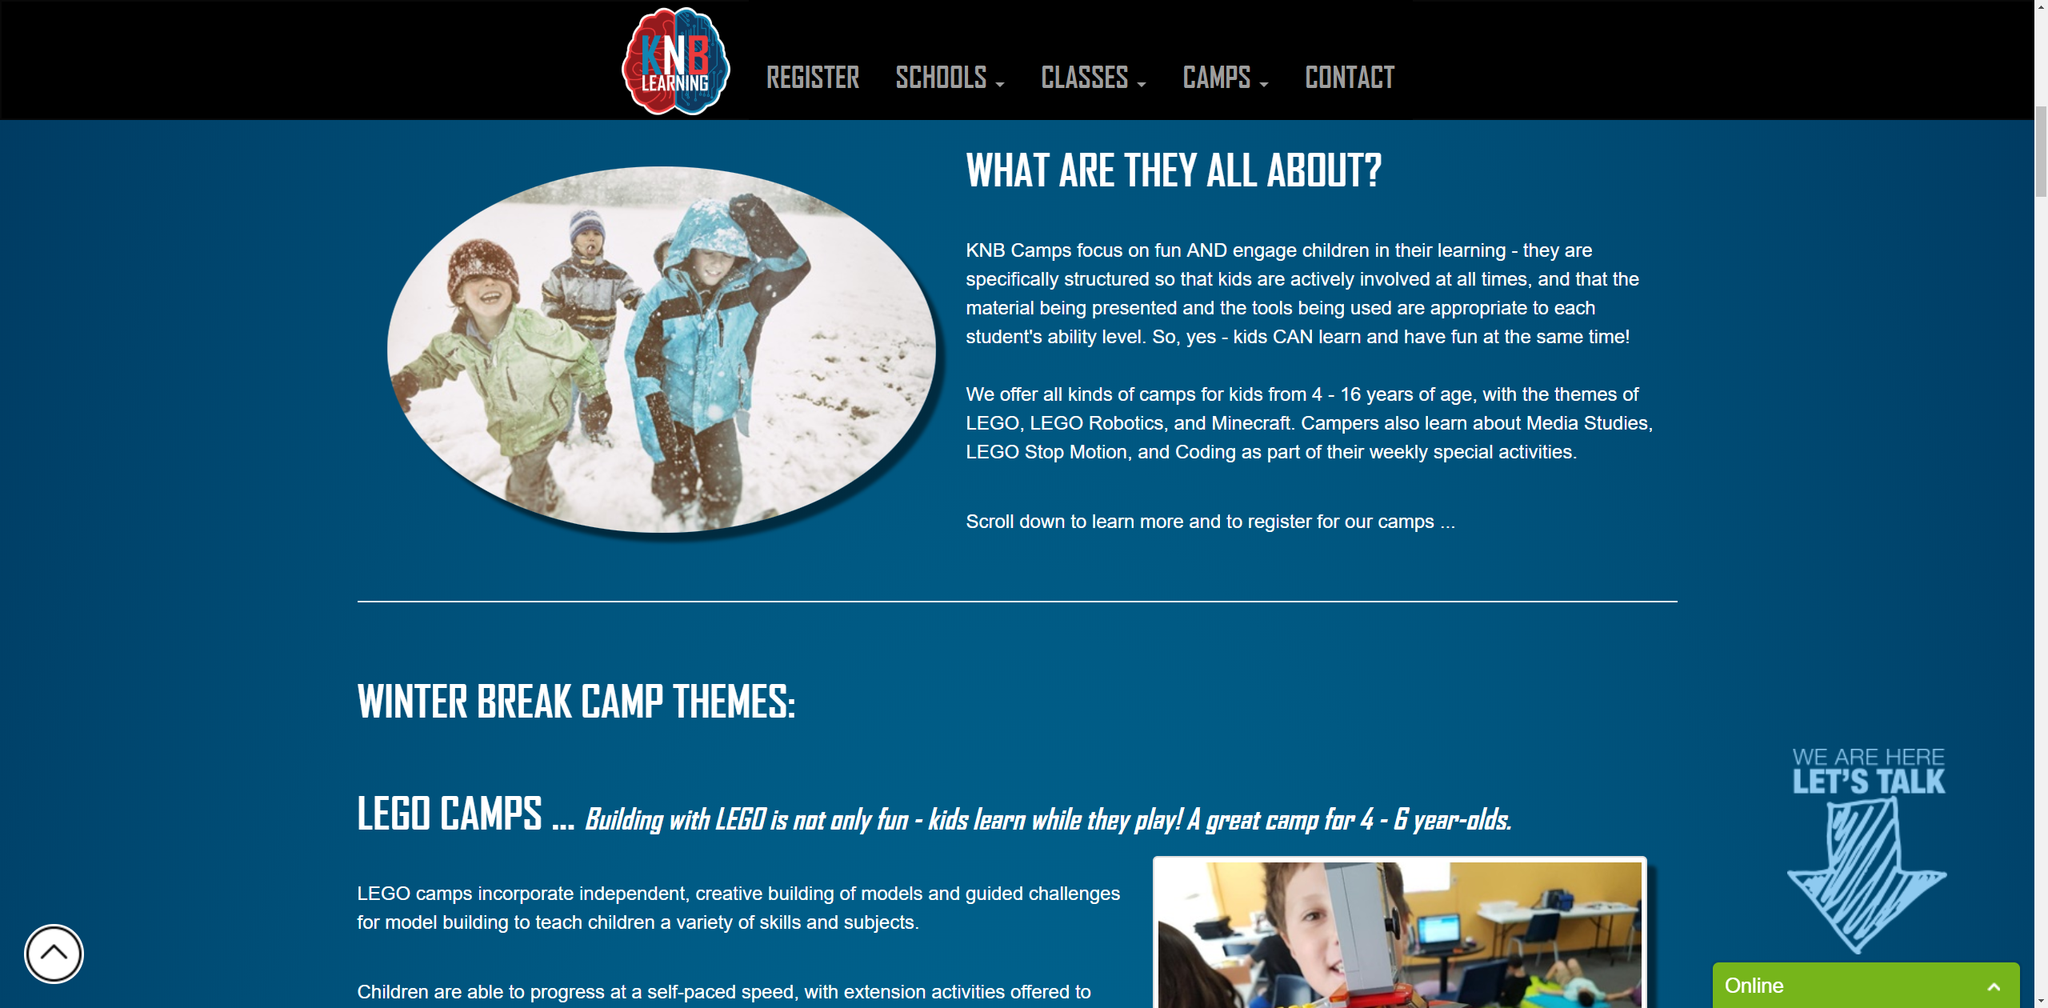 KNB
LEARNING
REGISTER SCHOOLS CLASSES CAMPS CONTACT
WHAT ARE THEY ALL ABOUT?
KNB Camps focus on fun AND engage children in their learning - they are
specifically structured so that kids are actively involved at all times, and that the
material being presented and the tools being used are appropriate to each
student's ability level. So, yes - kids CAN learn and have fun at the same time!
We offer all kinds of camps for kids from 4 - 16 years of age, with the themes of
LEGO, LEGO Robotics, and Minecraft. Campers also learn about Media Studies,
LEGO Stop Motion, and Coding as part of their weekly special activities.
Scroll down to learn more and to register for our camps ...
WINTER BREAK CAMP THEMES:
LEGO CAMPS ... Building with LEGO is not only fun - kids learn while they play! A great camp for 4 - 6 year-olds.
LEGO camps incorporate independent, creative building of models and guided challenges
for model building to teach children a variety of skills and subjects.
Children are able to progress at a self-paced speed, with extension activities offered to
WE ARE HERE
LET'S TALK
Online